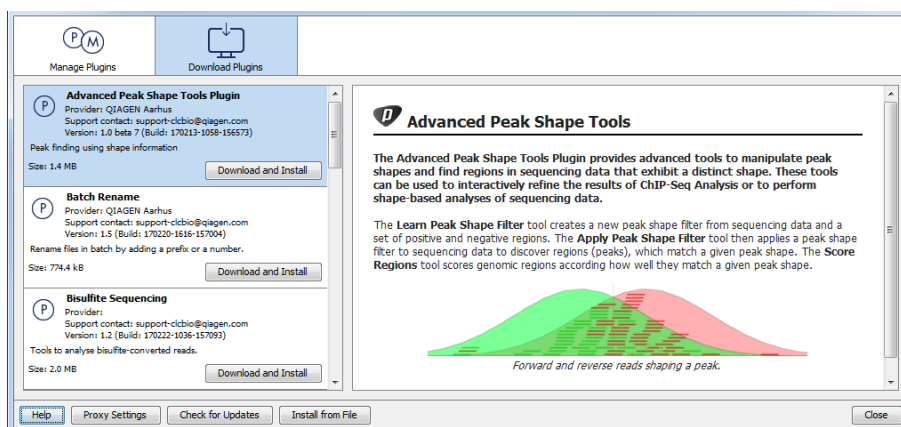 Manage Plugins
Download Plugins
Advanced Peak Shape Tools Plugin
Provider: QIAGEN Aarhus
Support contact: support-clcbio@qiagen.com
Version: 1.0 beta 7 (Build: 170213-1058-156573)
Peak finding using shape information
Size: 1.4 MB
Download and Install
Batch Rename
Provider: QIAGEN Aarhus
Support contact: support-clcbio@qiagen.com
Version: 1.5 (Build: 170220-1616-157004)
Rename files in batch by adding a prefix or a number.
Size: 774.4 kB
Download and Install
Bisulfite Sequencing
Provider:
Support contact: support-clcbio@qiagen.com
Version: 1.2 (Build: 170222-1036-157093)
Tools to analyse bisulfite-converted reads.
Size: 2.0 MB
Download and Install
Advanced Peak Shape Tools
The Advanced Peak Shape Tools Plugin provides advanced tools to manipulate peak
shapes and find regions in sequencing data that exhibit a distinct shape. These tools
can be used to interactively refine the results of ChIP-Seq Analysis or to perform
shape-based analyses of sequencing data.
The Learn Peak Shape Filter tool creates a new peak shape filter from sequencing data and a
set of positive and negative regions. The Apply Peak Shape Filter tool then applies a peak shape
filter to sequencing data to discover regions (peaks), which match a given peak shape. The Score
Regions tool scores genomic regions according how well they match a given peak shape.
Forward and reverse reads shaping a peak.
Help
Proxy Settings
Check for Updates
Install from File
Close